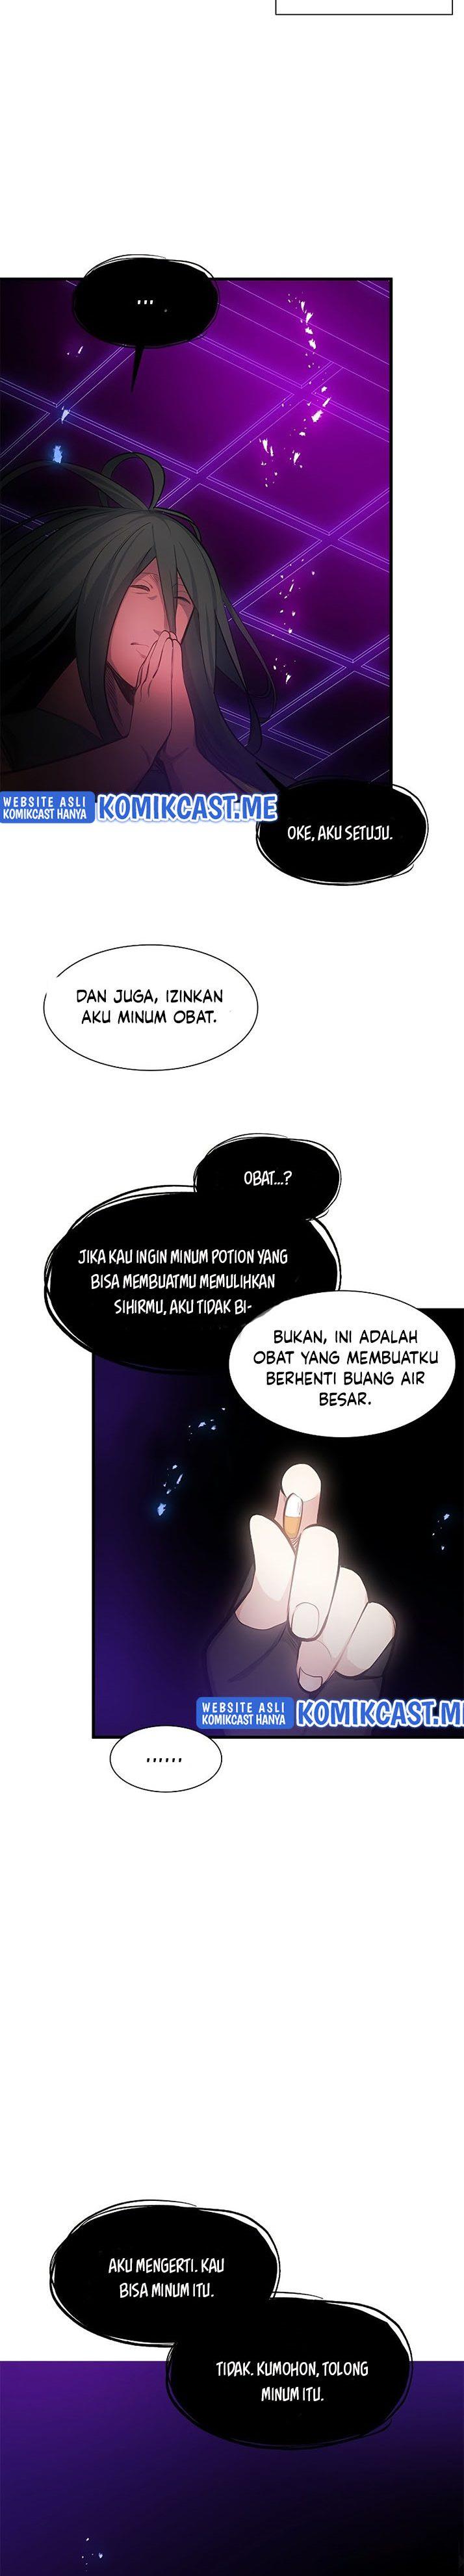 ...
WEBSITE ASLI
KOMIKCAST HANYA
KOMIKCAST.ME
OKE, AKU SETUJU.
DAN JUGA, IZINKAN
AKU MINUM OBAT.
OBAT...?
JIKA KAU INGIN MINUM POTION YANG
BISA MEMBUATMU MEMULIHKAN
SIHIRMU, AKU TIDAK BI-
BUKAN, INI ADALAH
OBAT YANG MEMBUATKU
BERHENTI BUANG AIR
BESAR.
WEBSITE ASLI
KOMIKCAST HANYA
KOMIKCAST.ME
......
AKU MENGERTI. KAU
BISA MINUM ITU.
TIDAK. KUMOHON, TOLONG
MINUM ITU.